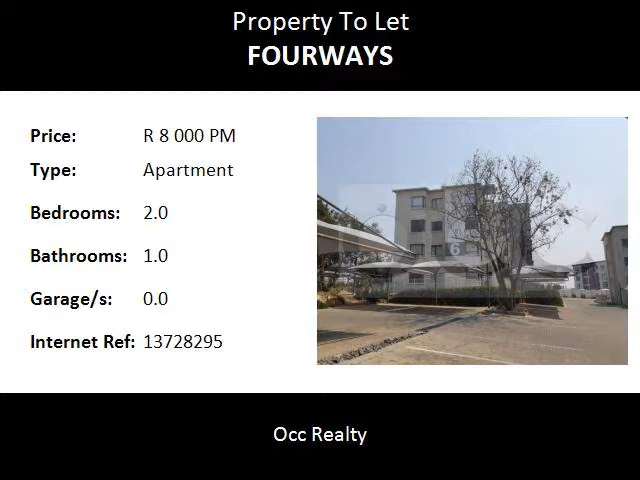 Property To Let
FOURWAYS
Price: R 8 000 PM
Type: Apartment
Bedrooms: 2.0
Bathrooms: 1.0
Garage/s: 0.0
Internet Ref: 13728295
6
Occ Realty